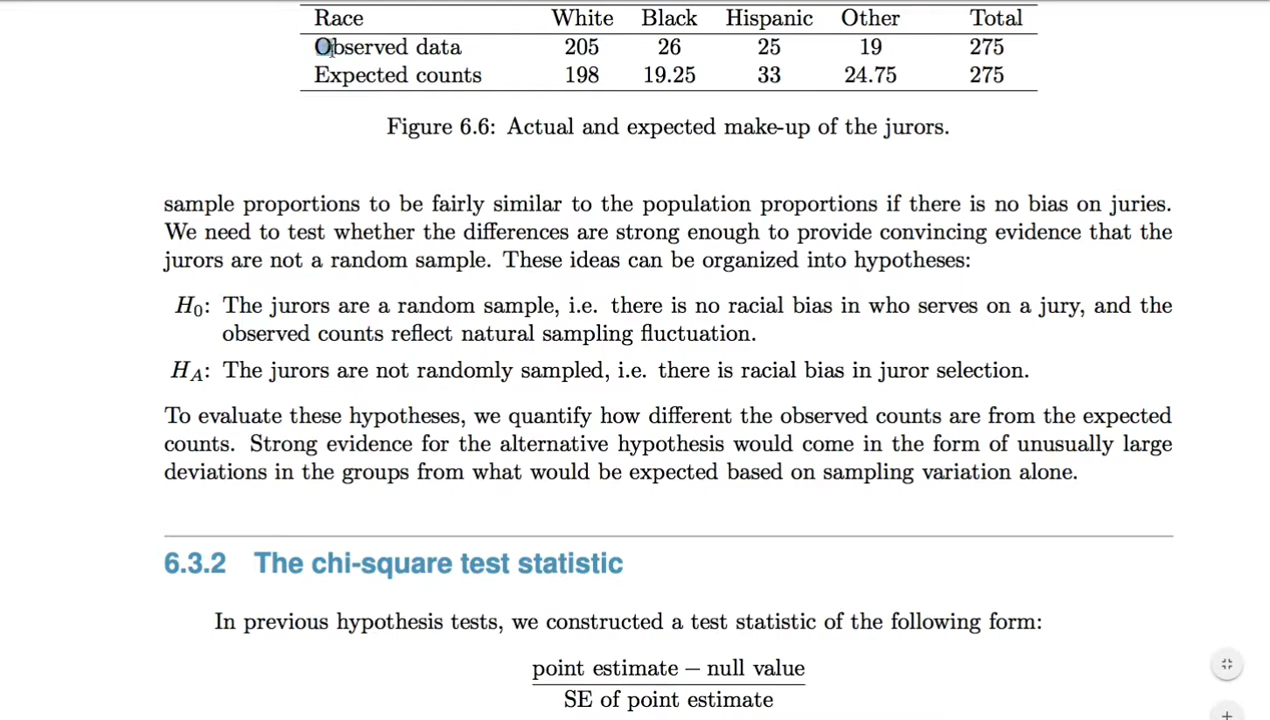 Race White Black Hispanic Other Total
Observed data 205 26 25 19 275
Expected counts 198 19.25 33 24.75 275
Figure 6.6: Actual and expected make-up of the jurors.
sample proportions to be fairly similar to the population proportions if there is no bias on juries.
We need to test whether the differences are strong enough to provide convincing evidence that the
jurors are not a random sample. These ideas can be organized into hypotheses:
H₀: The jurors are a random sample, i.e. there is no racial bias in who serves on a jury, and the
observed counts reflect natural sampling fluctuation.
H_A: The jurors are not randomly sampled, i.e. there is racial bias in juror selection.
To evaluate these hypotheses, we quantify how different the observed counts are from the expected
counts. Strong evidence for the alternative hypothesis would come in the form of unusually large
deviations in the groups from what would be expected based on sampling variation alone.
6.3.2 The chi-square test statistic
In previous hypothesis tests, we constructed a test statistic of the following form:
point estimate − null value
SE of point estimate